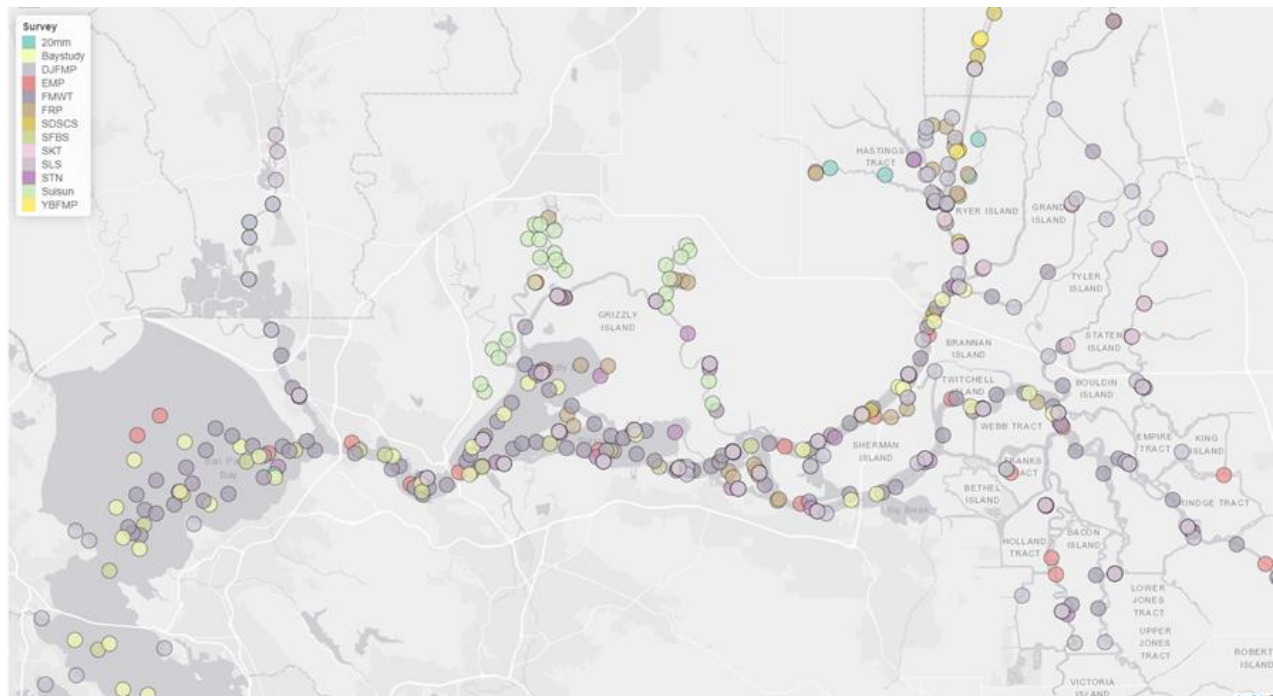 Survey
20mm
Baystudy
DJFMP
EMP
FMWT
FRP
SDSCS
SFBS
SKT
SLS
STN
Suisun
YBFMP
HASTINGS
TRACT
RYER ISLAND
GRAND
ISLAND
TYLER
ISLAND
GRIZZLY
ISLAND
STATEN
ISLAND
BRANNAN
ISLAND
TWITCHELL
ISLAND
BOULDIN
ISLAND
WEBB TRACT
SHERMAN
ISLAND
EMPIRE
TRACT
KING
ISLAND
FRANKS
TRACT
BETHEL
ISLAND
RINDGE TRACT
HOLLAND
TRACT
BACON
ISLAND
LOWER
JONES
TRACT
UPPER
JONES
TRACT
VICTORIA
ISLAND
ISLAND
San
Bay